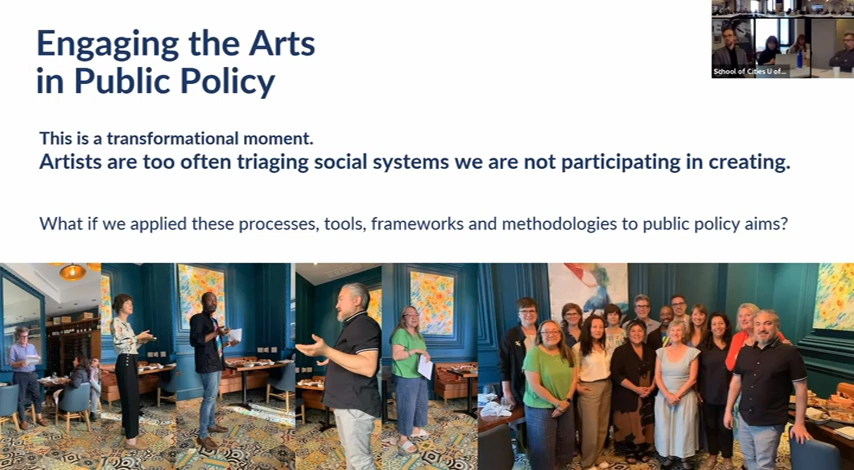 Engaging the Arts
in Public Policy
School of Cities U of...
This is a transformational moment.
Artists are too often triaging social systems we are not participating in creating.
What if we applied these processes, tools, frameworks and methodologies to public policy aims?